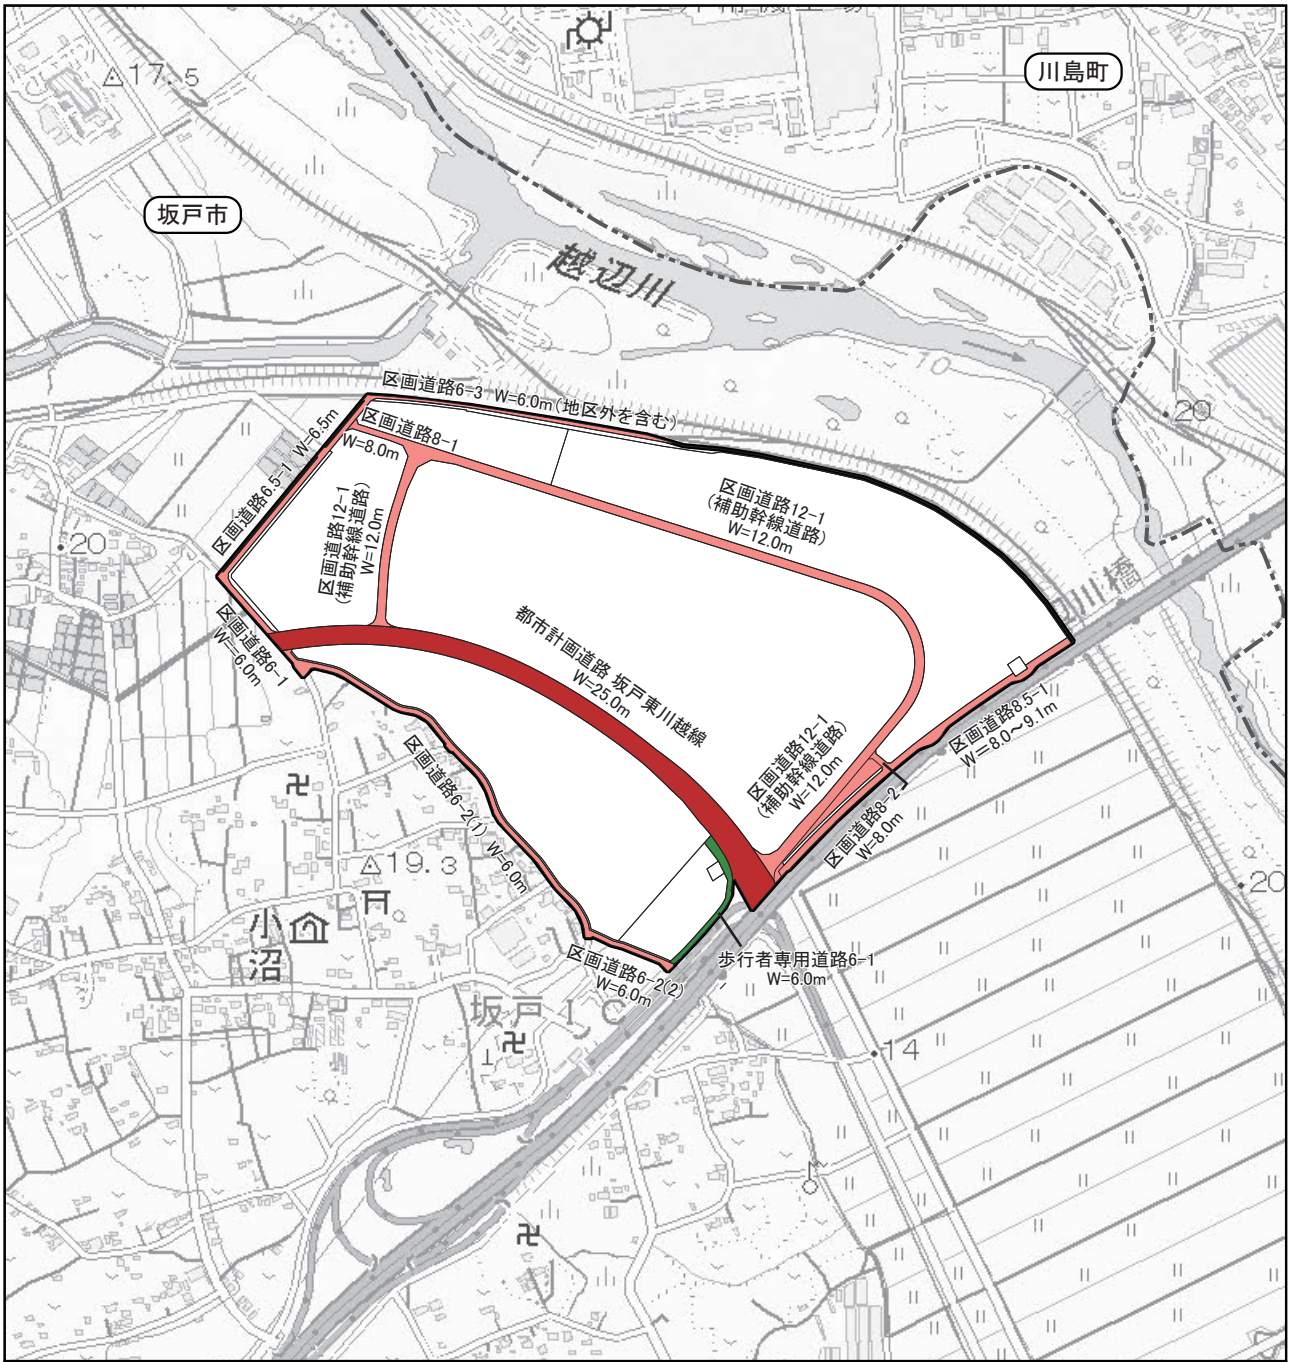 川島町
17.5
坂戸市
越辺川
20
区画道路6-3 W=6.0m(地区外を含む)
区画道路8-1
W=8.0m
区画道路6.5-1 W=6.5m
区画道路12-1
(補助幹線道路)
W=12.0m
区画道路12-1
(補助幹線道路)
W=12.0m
20
都市計画道路 坂戸東川越線
W=25.0m
区画道路6-1
W=6.0m
区画道路8.5-1
W=8.0～9.1m
区画道路12-1
(補助幹線道路)
W=12.0m
区画道路8-2
W=8.0m
区画道路6-2(1) W=6.0m
19.3
20
小沼
区画道路6-2(2)
W=6.0m
歩行者専用道路6-1
W=6.0m
坂戸IC
14